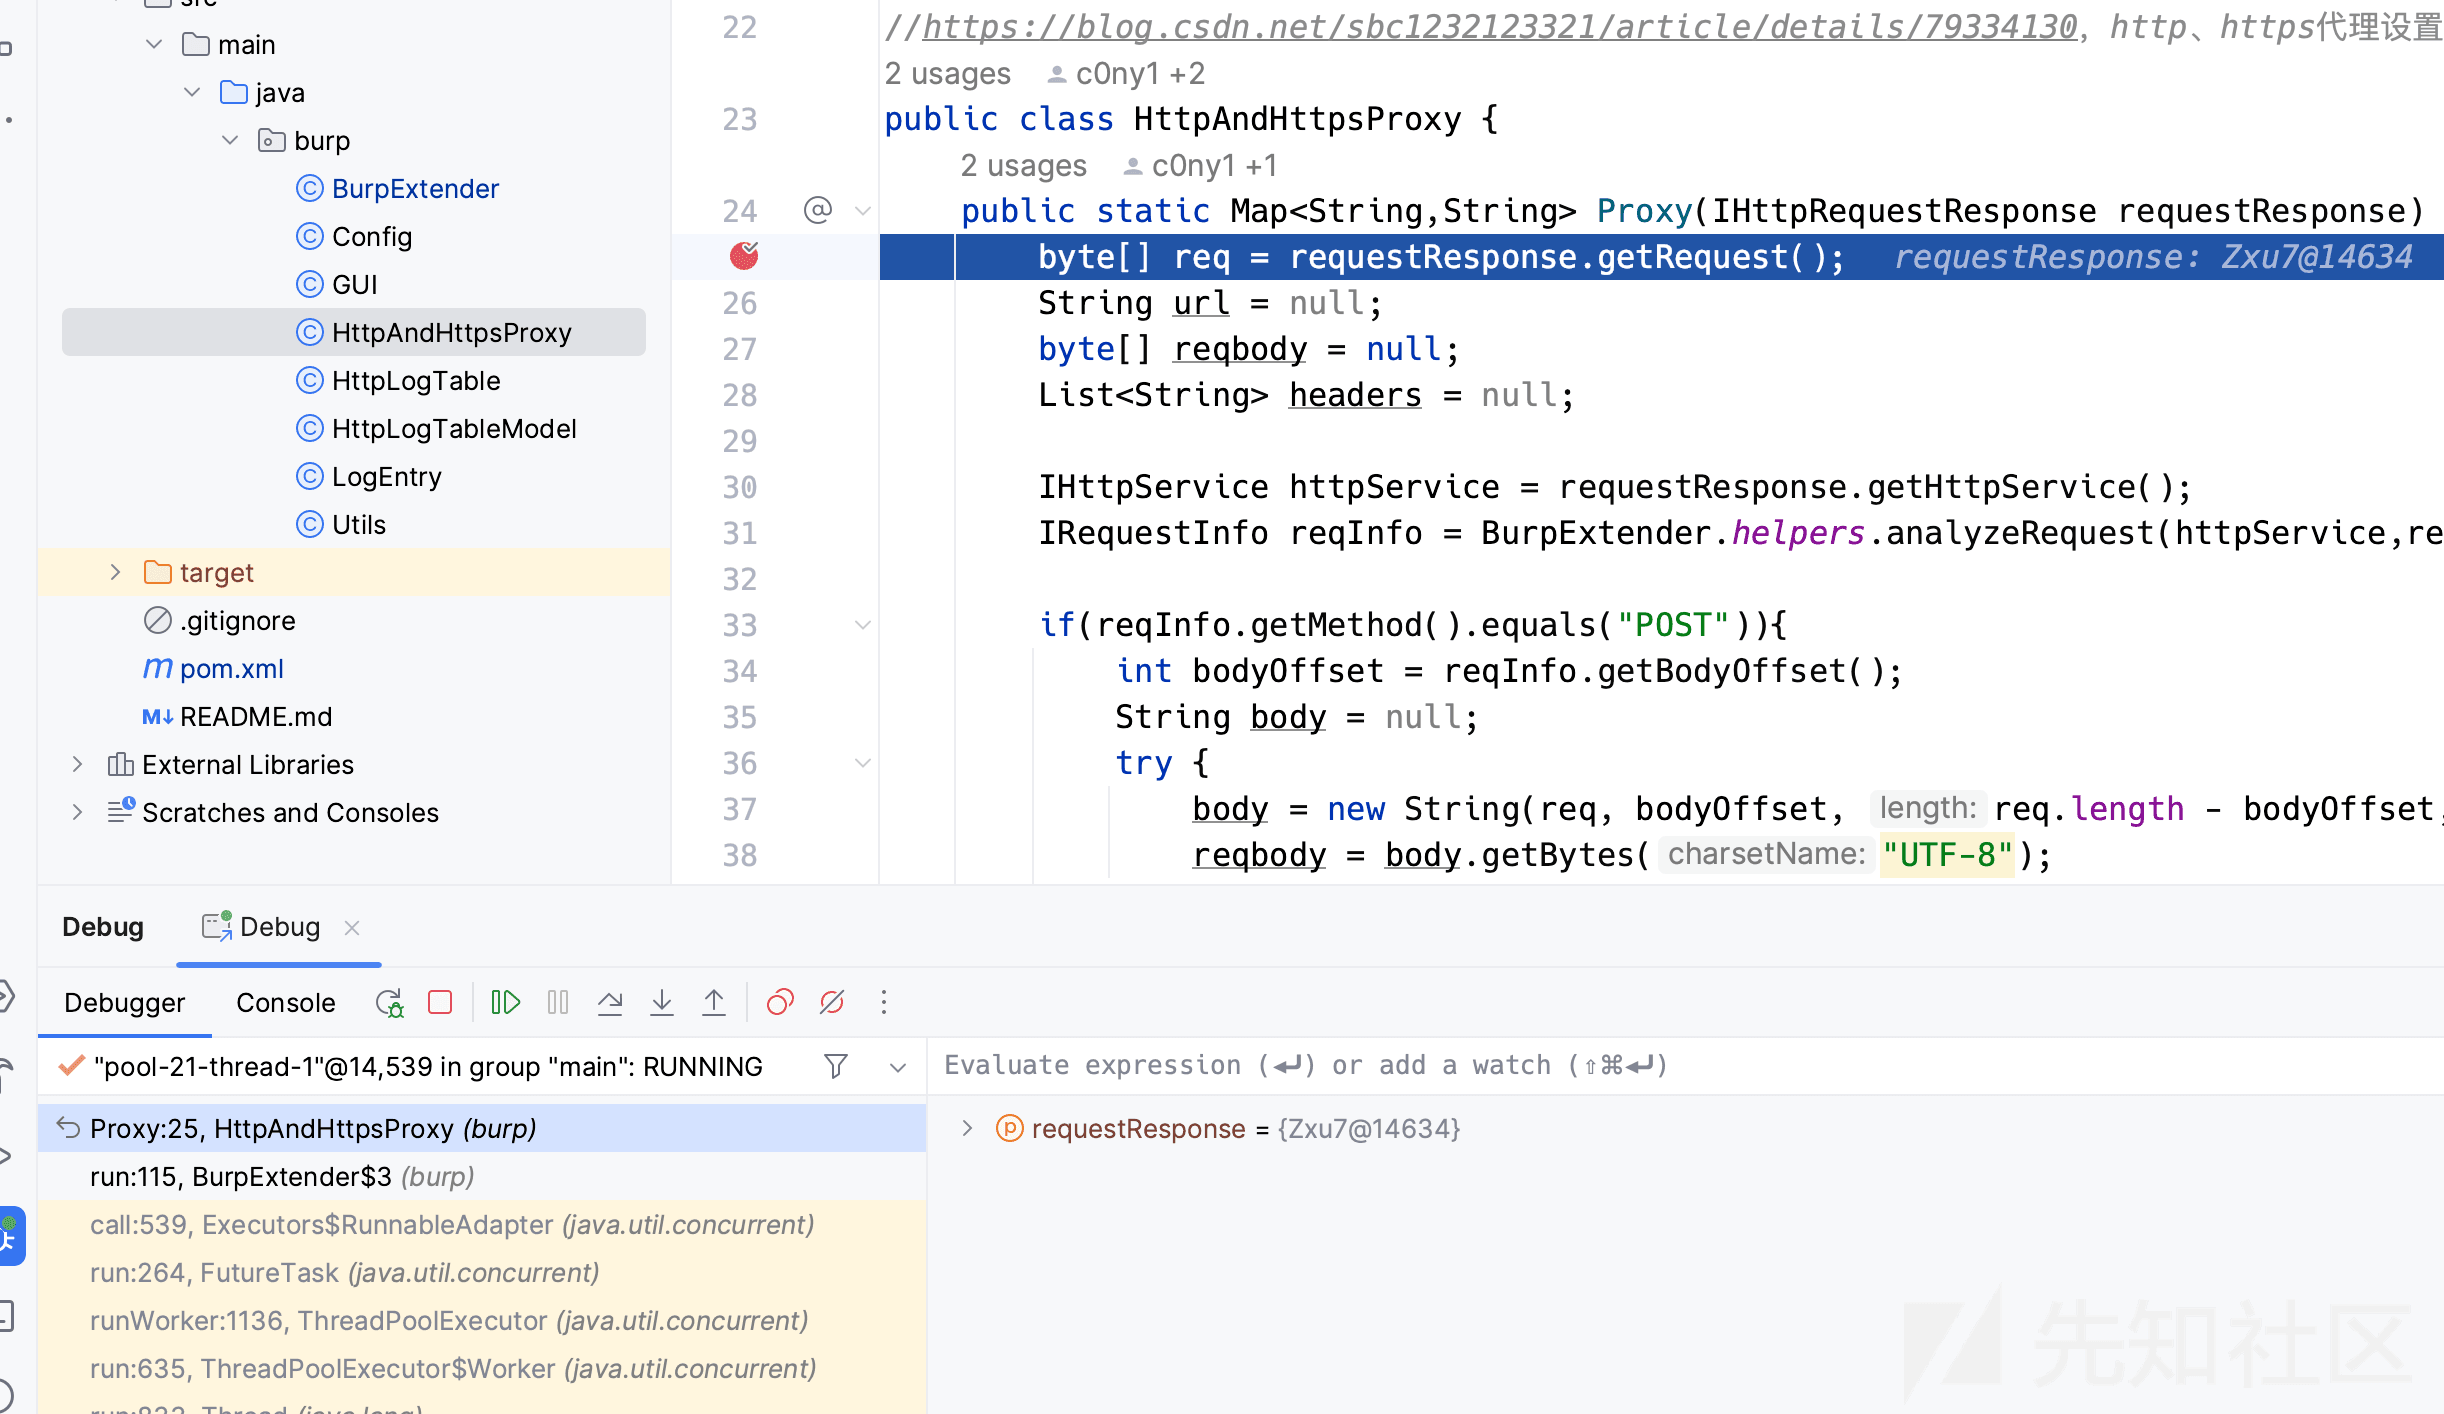 src
main
java
burp
BurpExtender
Config
GUI
HttpAndHttpsProxy
HttpLogTable
HttpLogTableModel
LogEntry
Utils
target
.gitignore
pom.xml
README.md
External Libraries
Scratches and Consoles
22 //https://blog.csdn.net/sbc1232123321/article/details/79334130，http、https代理设置
2 usages c0ny1 +2
23 public class HttpAndHttpsProxy {
2 usages c0ny1 +1
24 public static Map<String,String> Proxy(IHttpRequestResponse requestResponse)
byte[] req = requestResponse.getRequest(); requestResponse: Zxu7@14634
26 String url = null;
27 byte[] reqbody = null;
28 List<String> headers = null;
29
30 IHttpService httpService = requestResponse.getHttpService();
31 IRequestInfo reqInfo = BurpExtender.helpers.analyzeRequest(httpService,re
32
33 if(reqInfo.getMethod().equals("POST")){
34 int bodyOffset = reqInfo.getBodyOffset();
35 String body = null;
36 try {
37 body = new String(req, bodyOffset, length: req.length - bodyOffset,
38 reqbody = body.getBytes( charsetName: "UTF-8");
Debug Debug
Debugger Console
"pool-21-thread-1"@14,539 in group "main": RUNNING
Evaluate expression (⏎) or add a watch (⇧⌘⏎)
Proxy:25, HttpAndHttpsProxy (burp)
run:115, BurpExtender$3 (burp)
call:539, Executors$RunnableAdapter (java.util.concurrent)
run:264, FutureTask (java.util.concurrent)
runWorker:1136, ThreadPoolExecutor (java.util.concurrent)
run:635, ThreadPoolExecutor$Worker (java.util.concurrent)
requestResponse = {Zxu7@14634}
先知社区